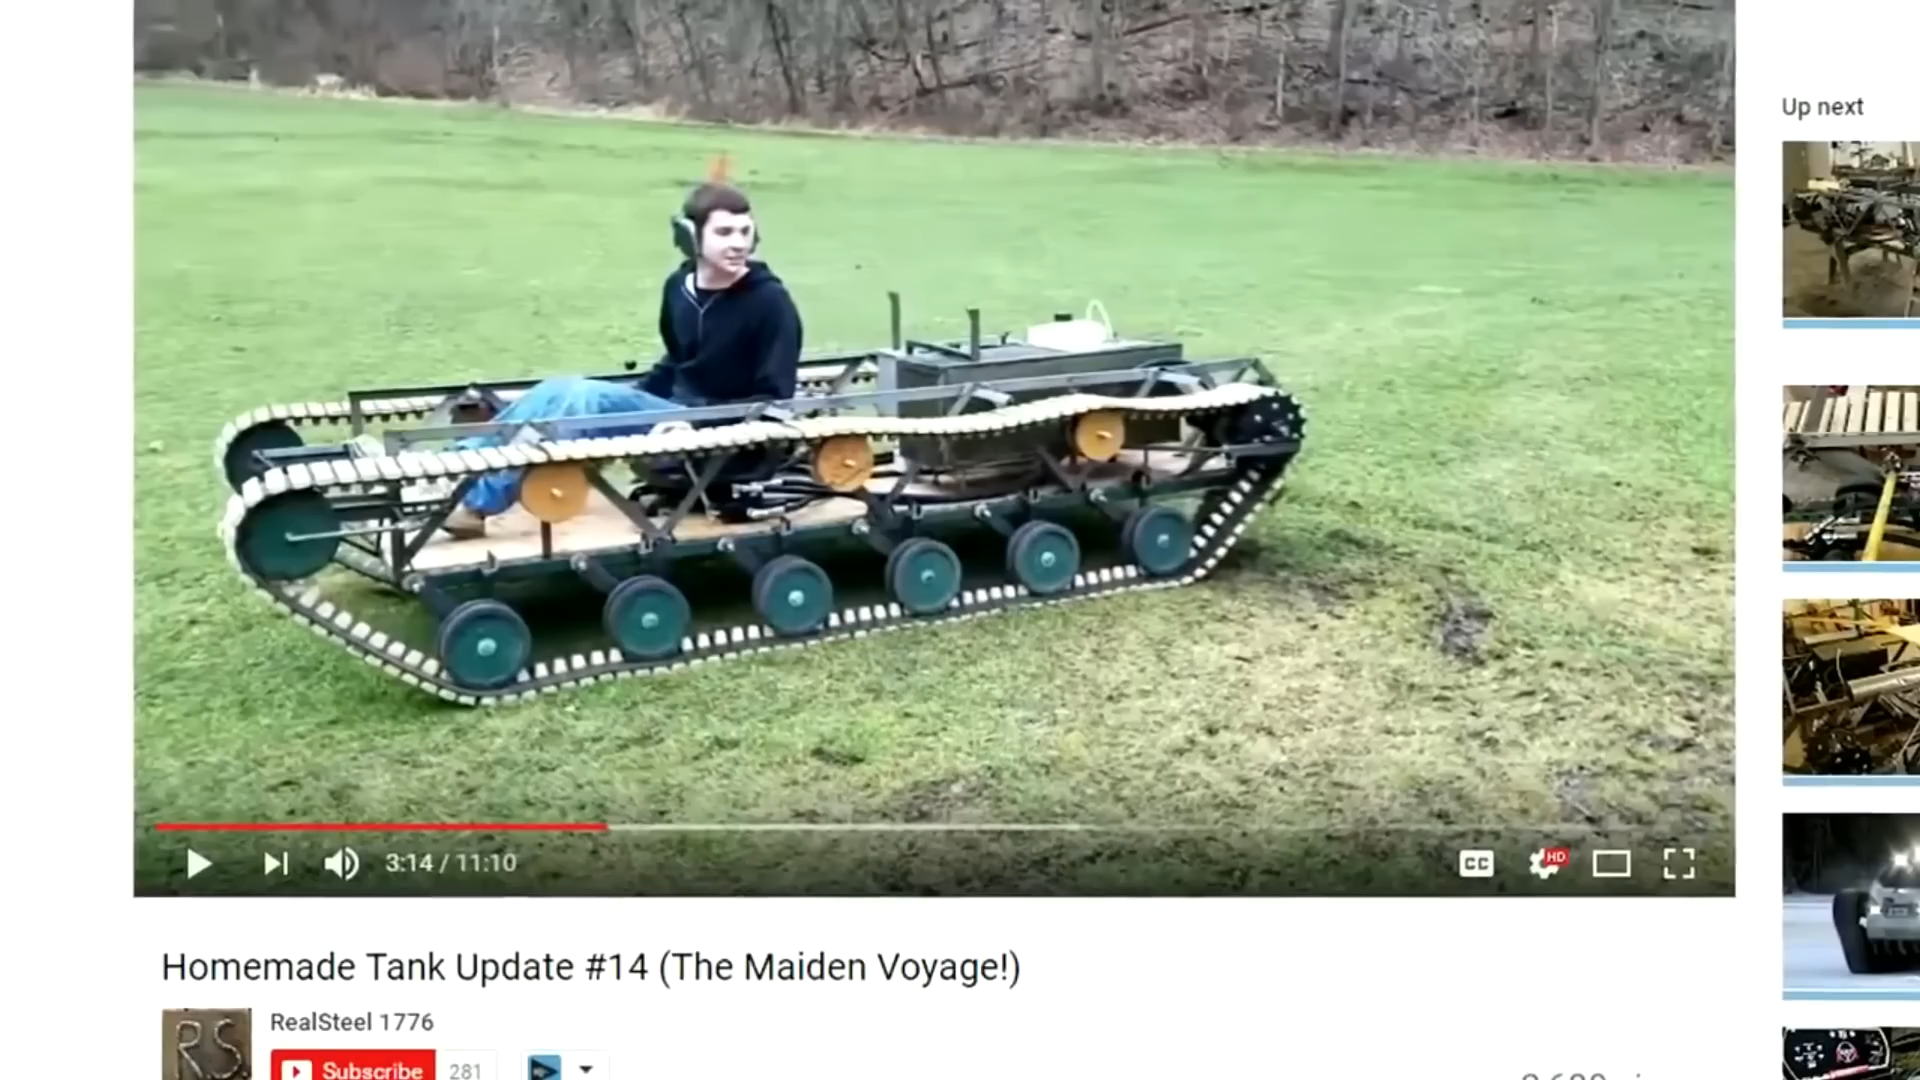 Up next
3:14 / 11:10
CC
HD
Homemade Tank Update #14 (The Maiden Voyage!)
RS
RealSteel 1776
Subscribe 281